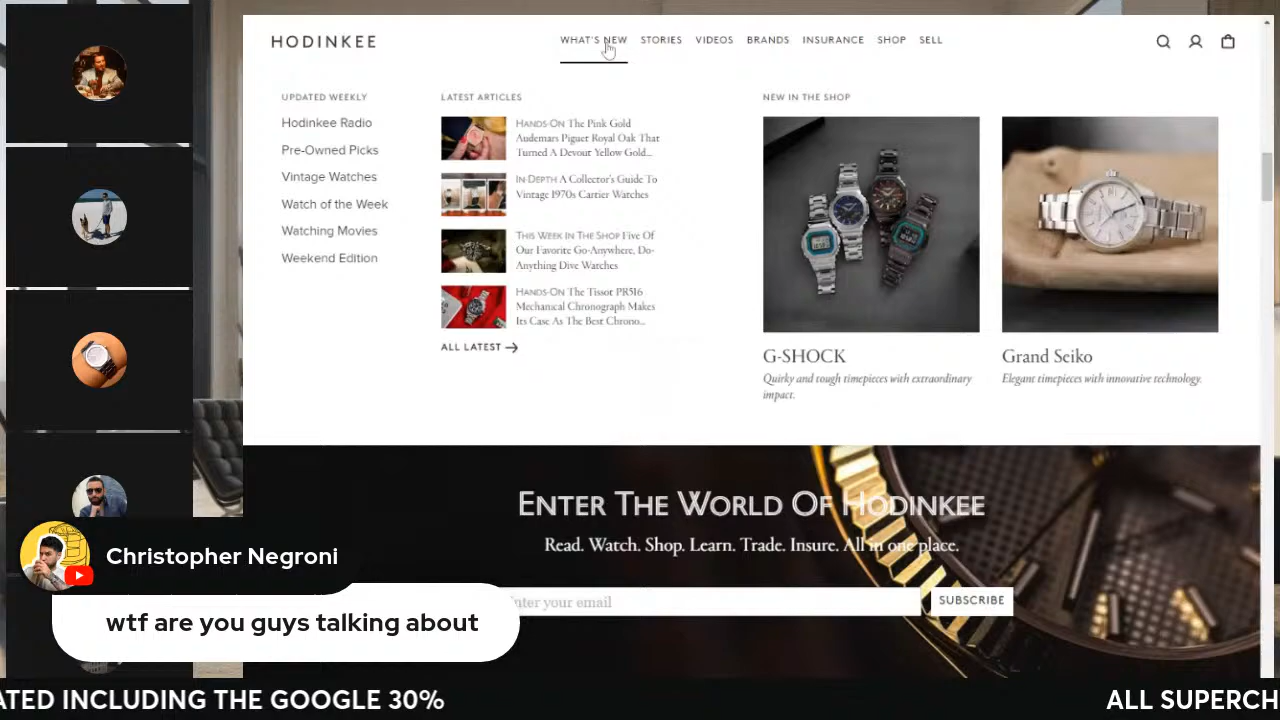 HODINKEE
WHAT'S NEW STORIES VIDEOS BRANDS INSURANCE SHOP SELL
UPDATED WEEKLY
Hodinkee Radio
Pre-Owned Picks
Vintage Watches
Watch of the Week
Watching Movies
Weekend Edition
LATEST ARTICLES
HANDS-ON The Pink Gold
Audemars Piguet Royal Oak That
Turned A Devout Yellow Gold...
IN-DEPTH A Collector's Guide To
Vintage 1970s Cartier Watches
THIS WEEK IN THE SHOP Five Of
Our Favorite Go-Anywhere, Do-
Anything Dive Watches
HANDS-ON The Tissot PR516
Mechanical Chronograph Makes
Its Case As The Best Chrono...
ALL LATEST →
NEW IN THE SHOP
G-SHOCK
Quirky and tough timepieces with extraordinary
impact.
Grand Seiko
Elegant timepieces with innovative technology.
ENTER THE WORLD OF HODINKEE
Read. Watch. Shop. Learn. Trade. Insure. All in one place.
nter your email
SUBSCRIBE
Christopher Negroni
wtf are you guys talking about
ATED INCLUDING THE GOOGLE 30%
ALL SUPERCH